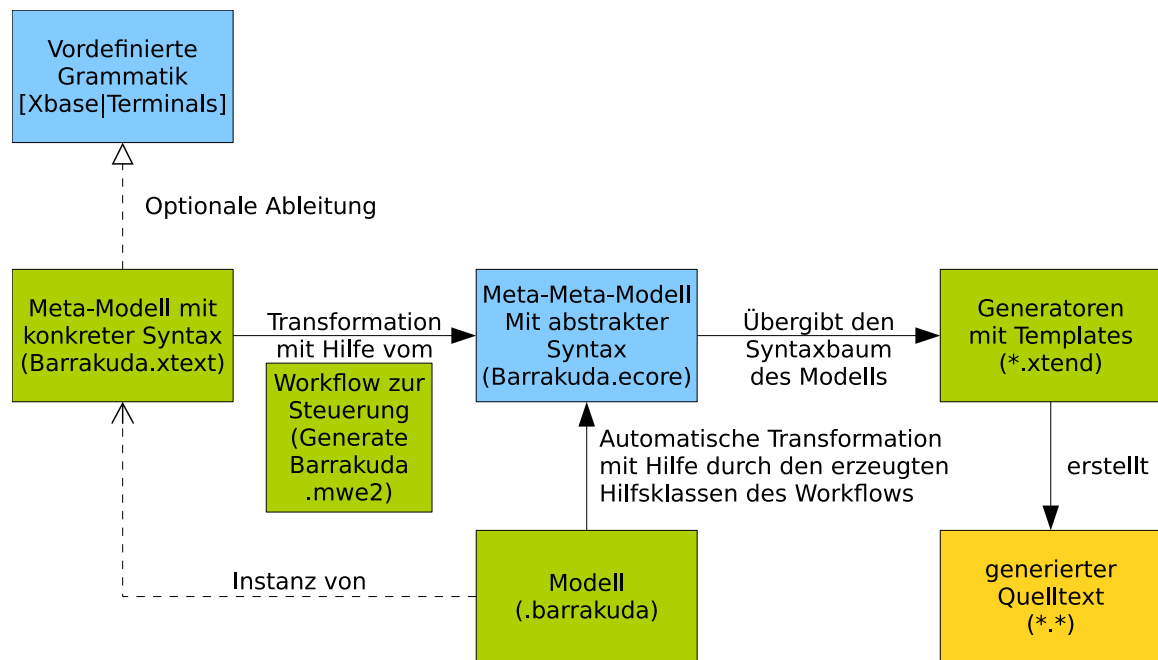 Vordefinierte
Grammatik
[Xbase|Terminals]
Optionale Ableitung
Meta-Modell mit
konkreter Syntax
(Barrakuda.xtext)
Transformation
mit Hilfe vom
Workflow zur
Steuerung
(Generate
Barrakuda
.mwe2)
Meta-Meta-Modell
Mit abstrakter
Syntax
(Barrakuda.ecore)
Übergibt den
Syntaxbaum
des Modells
Generatoren
mit Templates
(*.xtend)
Automatische Transformation
mit Hilfe durch den erzeugten
Hilfsklassen des Workflows
erstellt
Instanz von
Modell
(.barrakuda)
generierter
Quelltext
(*.*)